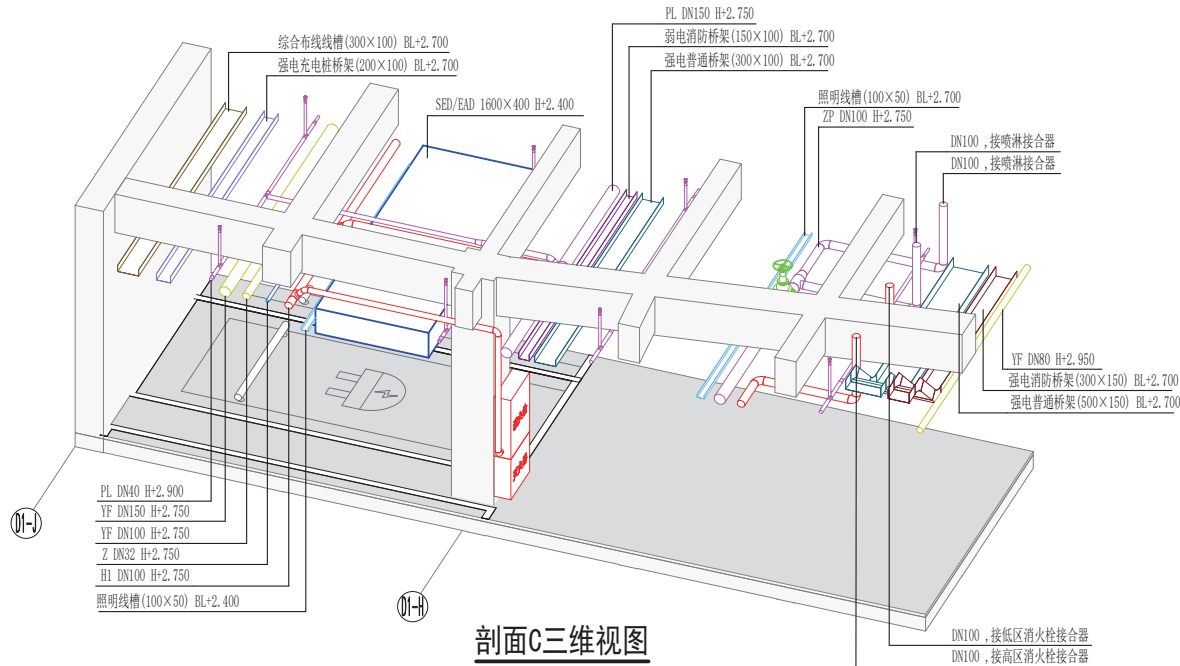 PL DN150 H+2.750
弱电消防桥架(150×100) BL+2.700
强电普通桥架(300×100) BL+2.700
综合布线线槽(300×100) BL+2.700
强电充电桩桥架(200×100) BL+2.700
SED/EAD 1600×400 H+2.400
照明线槽(100×50) BL+2.700
ZP DN100 H+2.750
DN100 ,接喷淋接合器
DN100 ,接喷淋接合器
YF DN80 H+2.950
强电消防桥架(300×150) BL+2.700
强电普通桥架(500×150) BL+2.700
PL DN40 H+2.900
YF DN150 H+2.750
YF DN100 H+2.750
Z DN32 H+2.750
H1 DN100 H+2.750
照明线槽(100×50) BL+2.400
D1-J
D1-H
DN100 ,接低区消火栓接合器
DN100 ,接高区消火栓接合器
剖面C三维视图